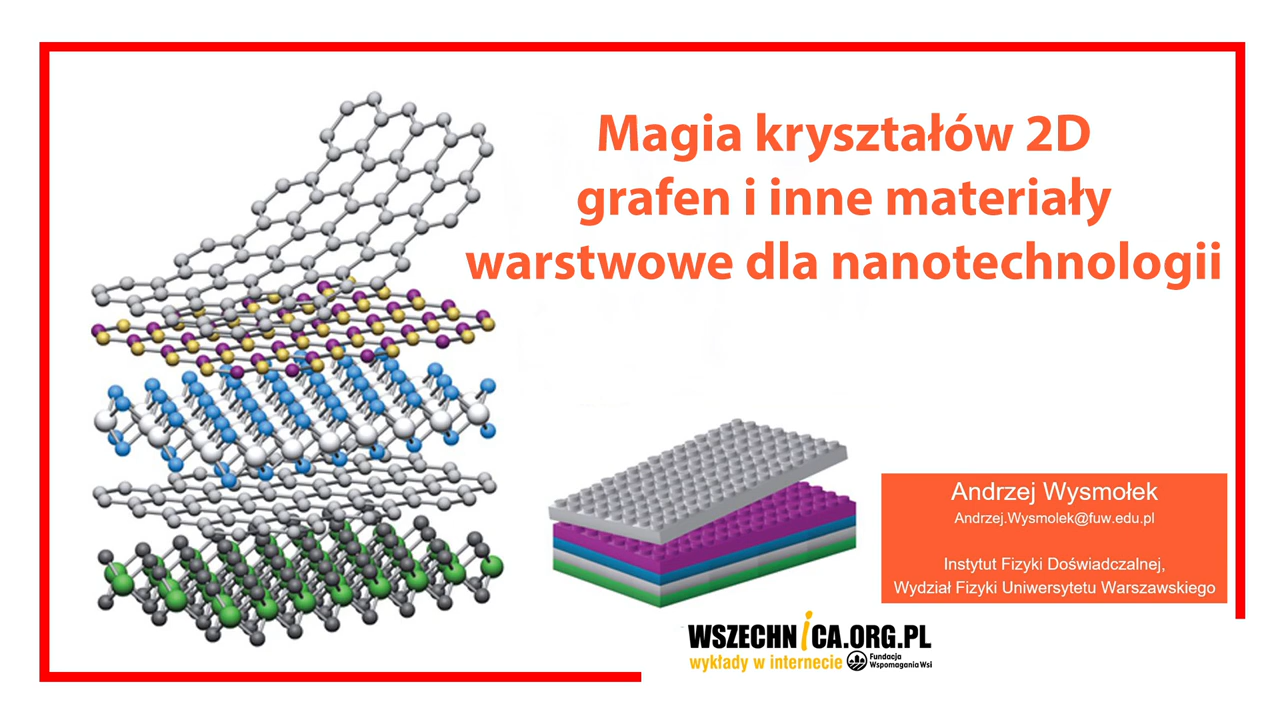 Magia kryształów 2D
grafen i inne materiały
warstwowe dla nanotechnologii
Andrzej Wysmołek
Andrzej.Wysmolek@fuw.edu.pl
Instytut Fizyki Doświadczalnej,
Wydział Fizyki Uniwersytetu Warszawskiego
WSZECHNiCA.ORG.PL
wykłady w internecie
Fundacja
Wspomagania Wsi